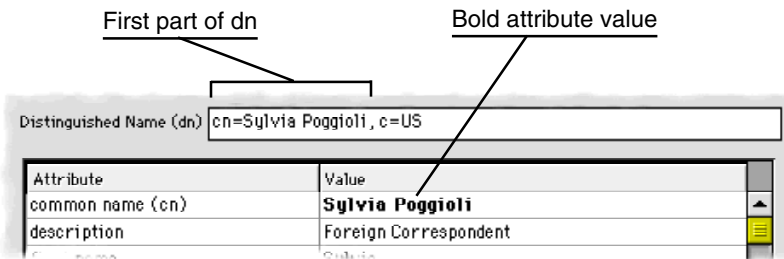 First part of dn
Bold attribute value
Distinguished Name (dn) cn=Sylvia Poggioli, c=US
Attribute Value
common name (cn) Sylvia Poggioli
description Foreign Correspondent